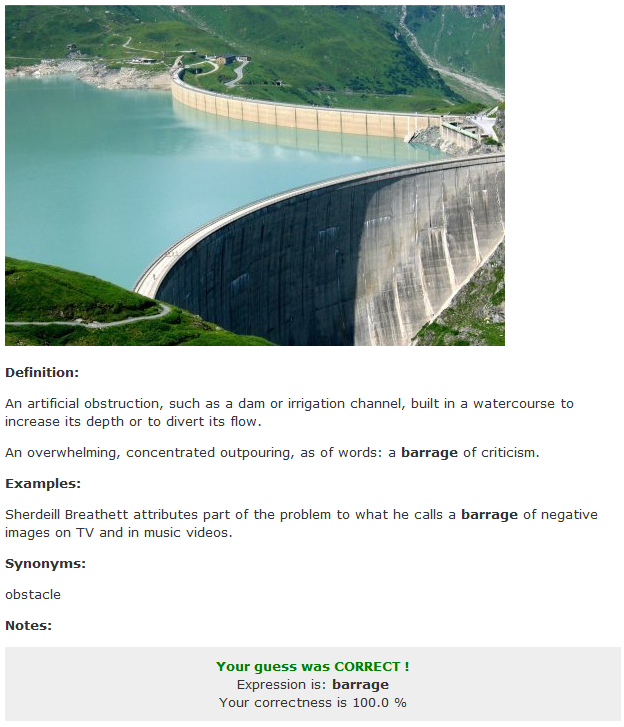 Definition:
An artificial obstruction, such as a dam or irrigation channel, built in a watercourse to
increase its depth or to divert its flow.
An overwhelming, concentrated outpouring, as of words: a barrage of criticism.
Examples:
Sherdeill Breathett attributes part of the problem to what he calls a barrage of negative
images on TV and in music videos.
Synonyms:
obstacle
Notes:
Your guess was CORRECT !
Expression is: barrage
Your correctness is 100.0 %